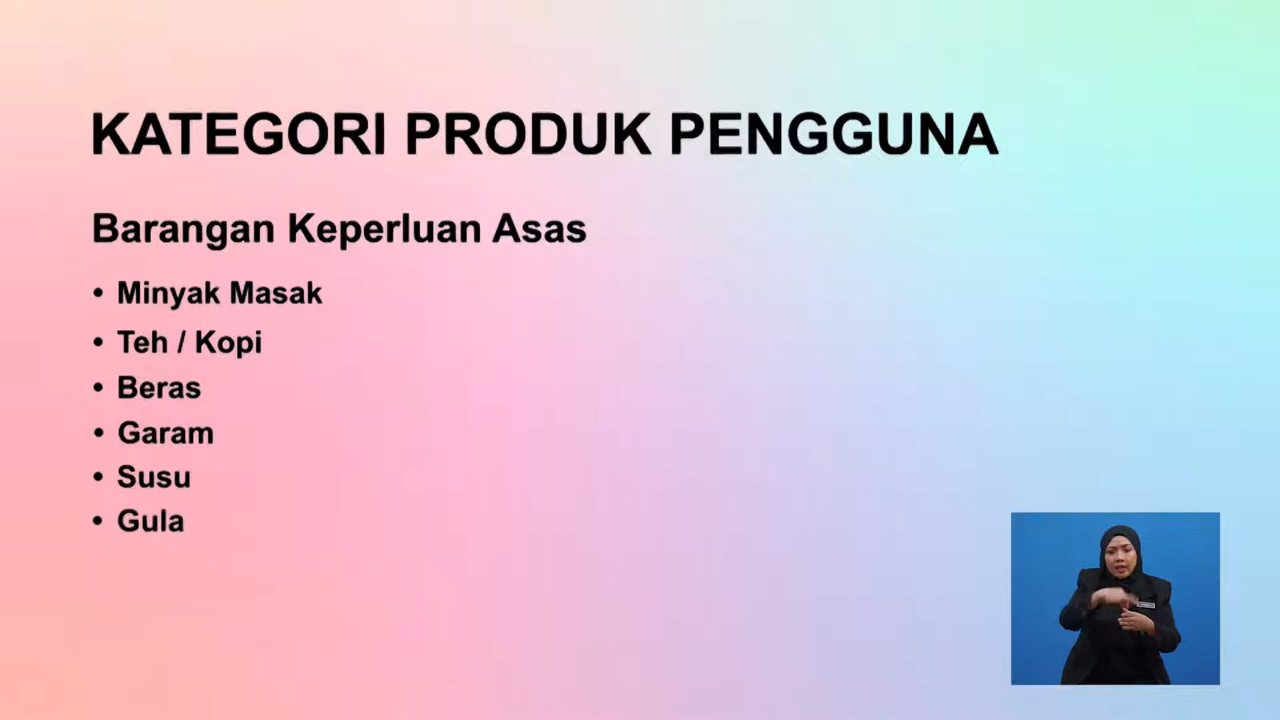 KATEGORI PRODUK PENGGUNA
Barangan Keperluan Asas
• Minyak Masak
• Teh / Kopi
• Beras
• Garam
• Susu
• Gula